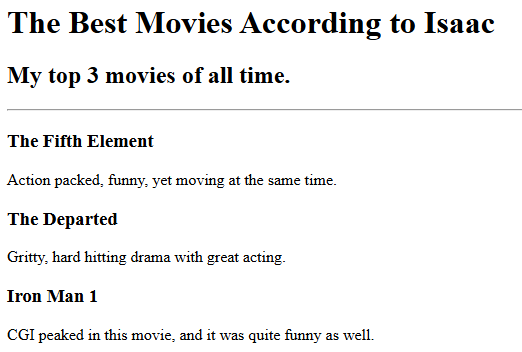 The Best Movies According to Isaac
My top 3 movies of all time.
The Fifth Element
Action packed, funny, yet moving at the same time.
The Departed
Gritty, hard hitting drama with great acting.
Iron Man 1
CGI peaked in this movie, and it was quite funny as well.